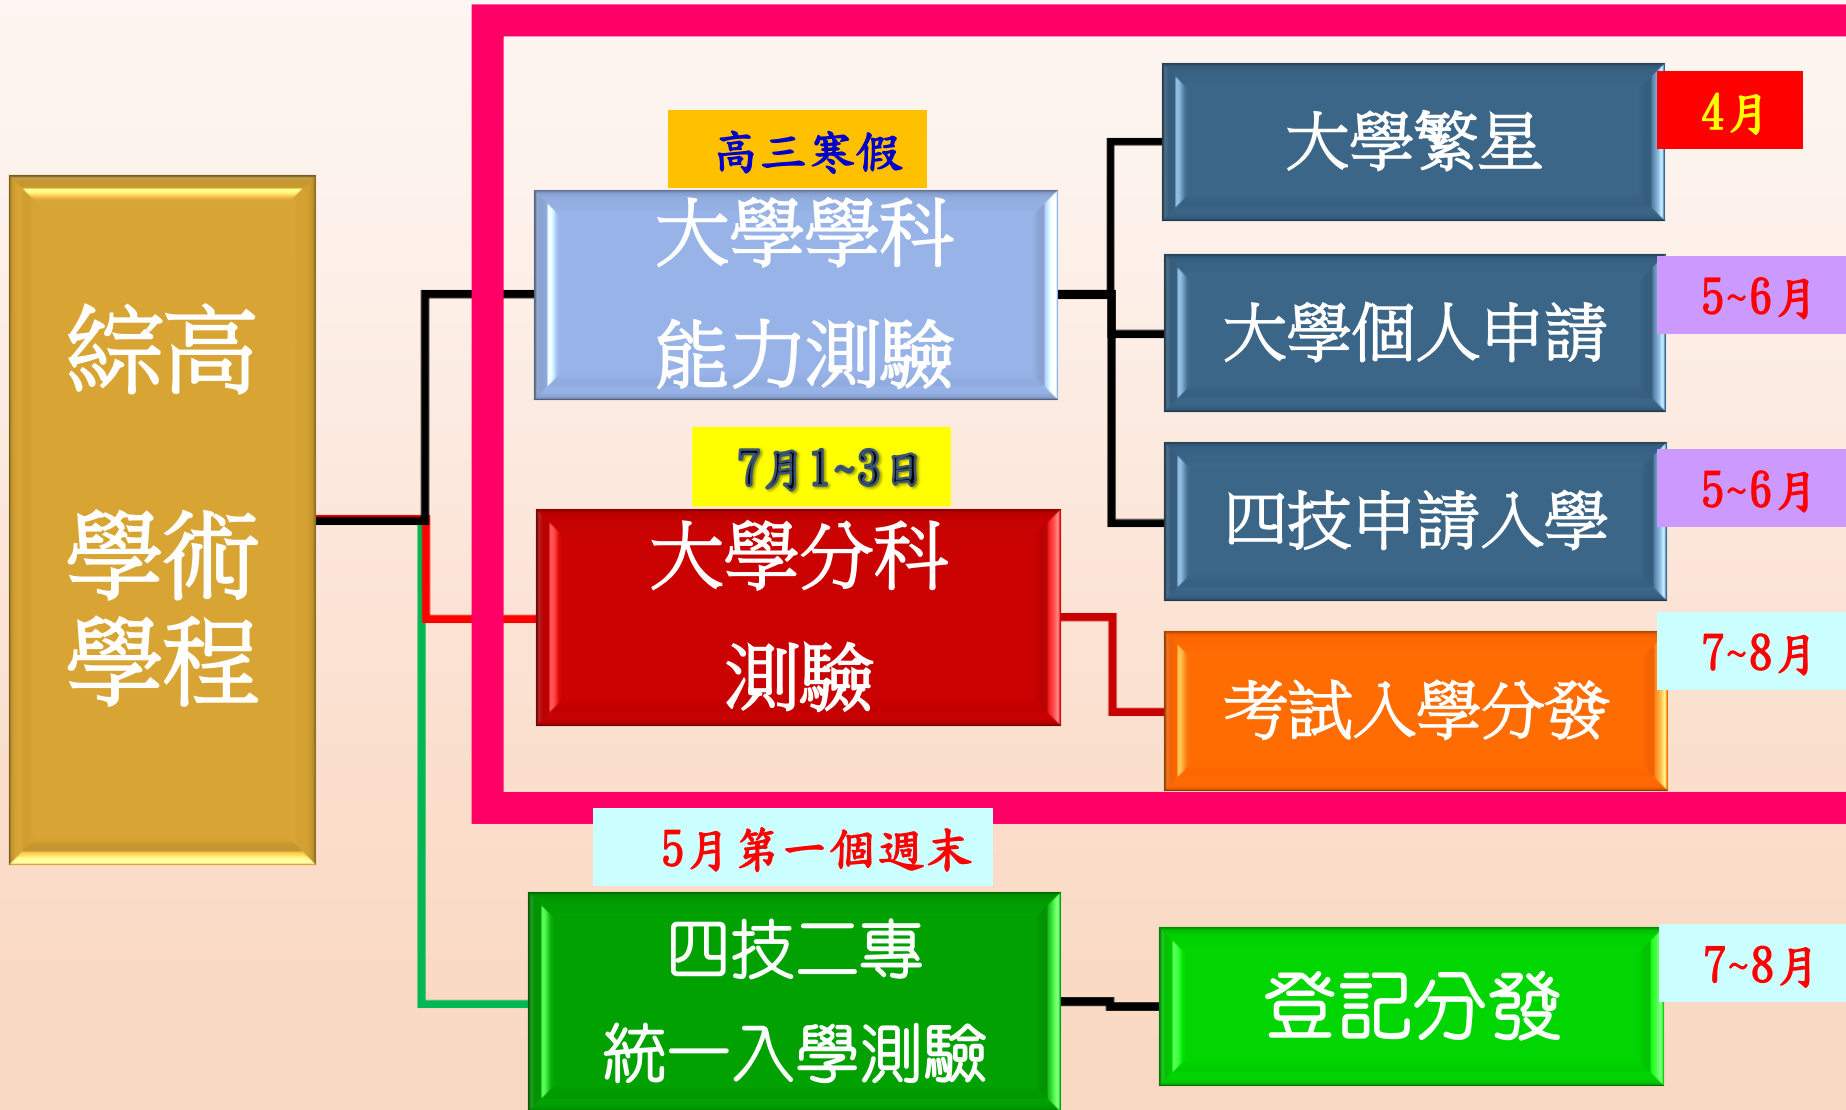 綜高
學術
學程
高三寒假
大學學科
能力測驗
大學繁星
4月
大學個人申請
5~6月
四技申請入學
5~6月
7月1~3日
大學分科
測驗
考試入學分發
7~8月
5月第一個週末
四技二專
統一入學測驗
登記分發
7~8月